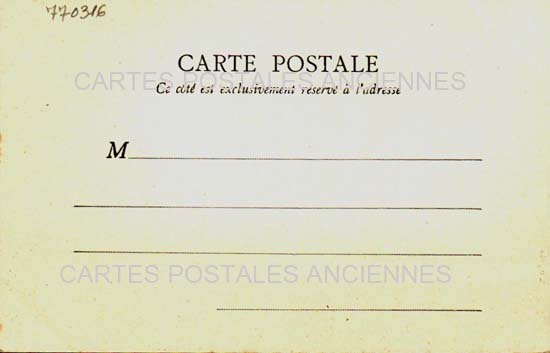 770316
CARTE POSTALE
CARTES POSTALES ANCIENNES
Ce côté est exclusivement réservé à l'adresse
M
CARTES POSTALES ANCIENNES